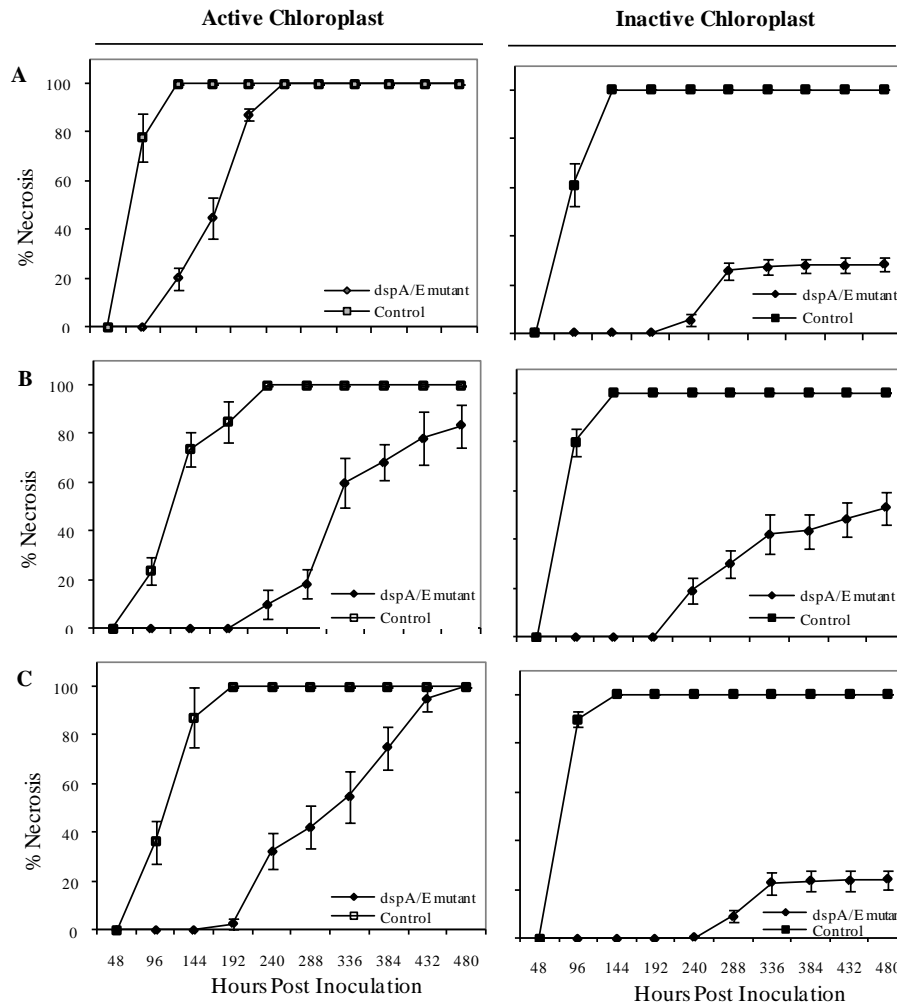 Active Chloroplast
Inactive Chloroplast
A
100
80
60
40
20
0
% Necrosis
dspA/E mutant
Control
dspA/E mutant
Control
B
100
80
60
40
20
0
% Necrosis
dspA/E mutant
Control
dspA/E mutant
Control
C
100
80
60
40
20
0
% Necrosis
dspA/E mutant
Control
dspA/E mutant
Control
48 96 144 192 240 288 336 384 432 480
Hours Post Inoculation
48 96 144 192 240 288 336 384 432 480
Hours Post Inoculation